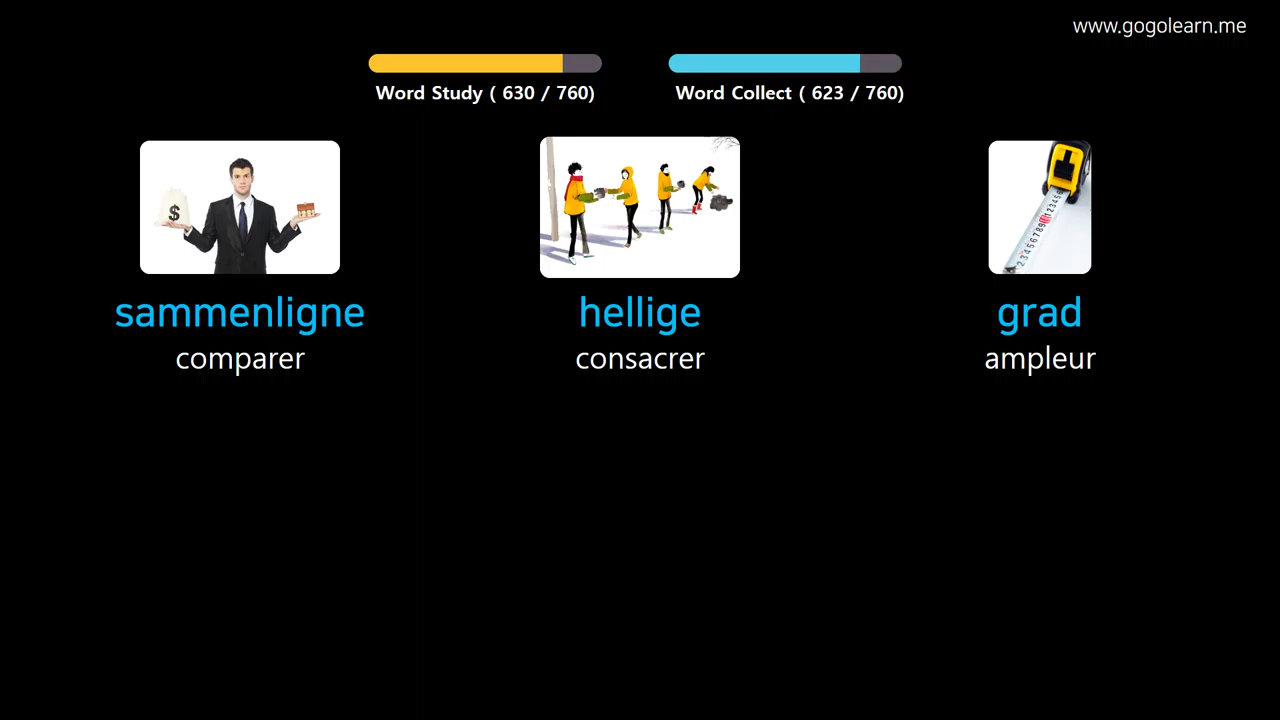 www.gogolearn.me
Word Study ( 630 / 760)
Word Collect ( 623 / 760)
$
sammenligne
comparer
hellige
consacrer
grad
ampleur